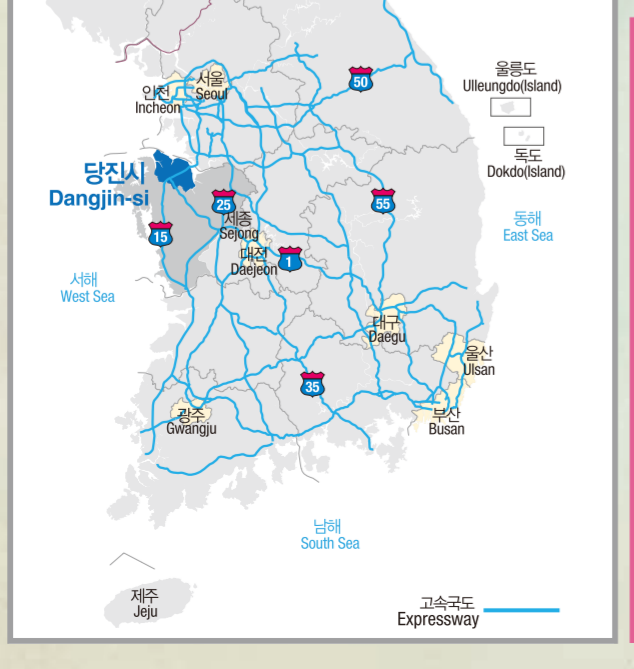 50
울릉도
Ulleungdo(Island)
서울
Seoul
인천
Incheon
독도
Dokdo(Island)
당진시
Dangjin-si
25
55
세종
Sejong
동해
East Sea
15
대전
Daejeon
1
서해
West Sea
대구
Daegu
울산
Ulsan
35
광주
Gwangju
부산
Busan
남해
South Sea
제주
Jeju
고속국도
Expressway